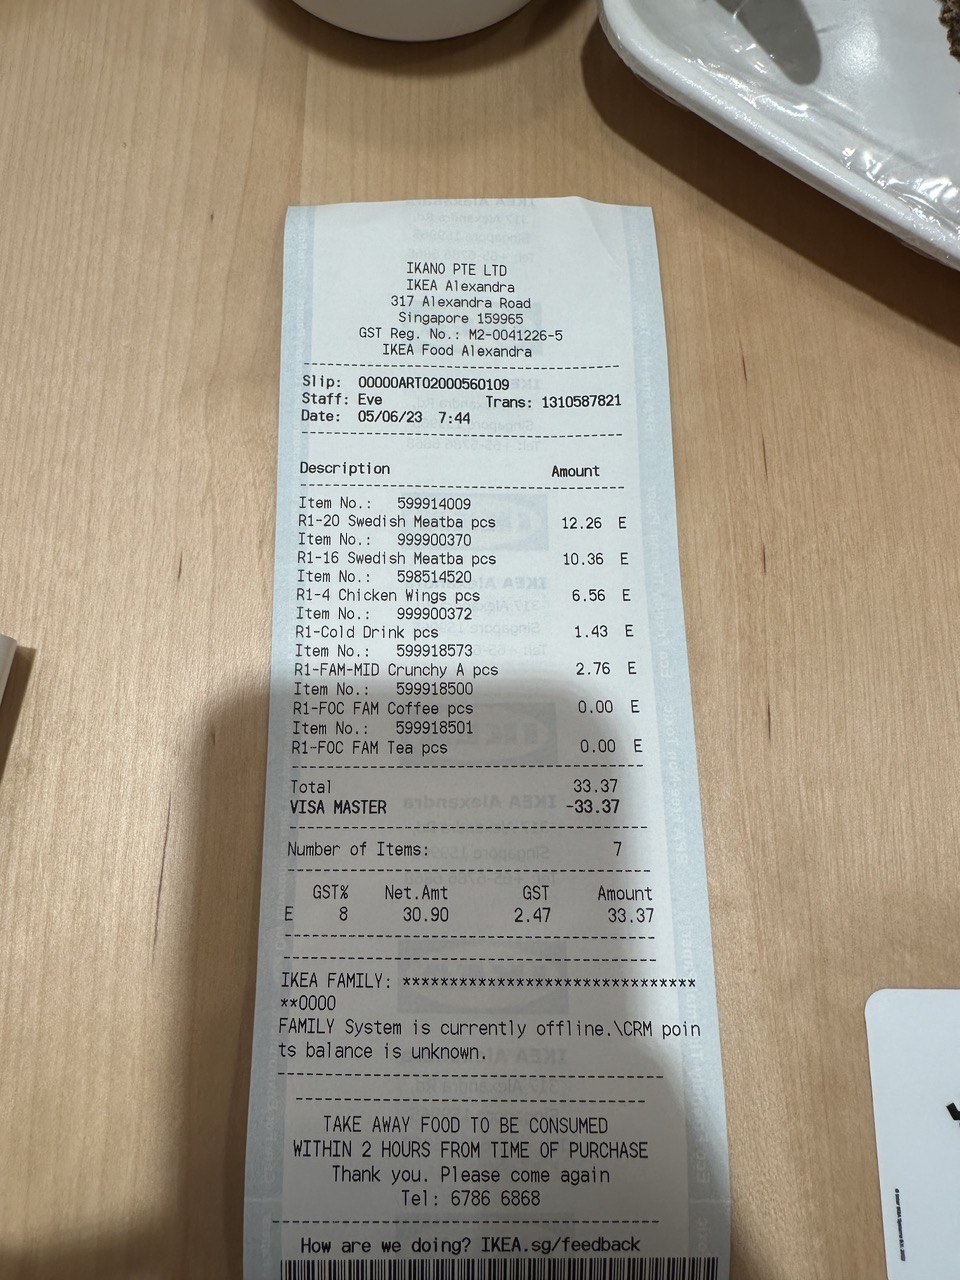 IKANO PTE LTD
IKEA Alexandra
317 Alexandra Road
Singapore 159965
GST Reg. No.: M2-0041226-5
IKEA Food Alexandra
Slip: 00000ART02000560109
Staff: Eve Trans: 1310587821
Date: 05/06/23 7:44
Description Amount
Item No.: 599914009
R1-20 Swedish Meatba pcs 12.26 E
Item No.: 999900370
R1-16 Swedish Meatba pcs 10.36 E
Item No.: 598514520
R1-4 Chicken Wings pcs 6.56 E
Item No.: 999900372
R1-Cold Drink pcs 1.43 E
Item No.: 599918573
R1-FAM-MID Crunchy A pcs 2.76 E
Item No.: 599918500
R1-FOC FAM Coffee pcs 0.00 E
Item No.: 599918501
R1-FOC FAM Tea pcs 0.00 E
Total 33.37
VISA MASTER -33.37
Number of Items: 7
GST% Net.Amt GST Amount
E 8 30.90 2.47 33.37
IKEA FAMILY: *******************************
**0000
FAMILY System is currently offline.\CRM poin
ts balance is unknown.
TAKE AWAY FOOD TO BE CONSUMED
WITHIN 2 HOURS FROM TIME OF PURCHASE
Thank you. Please come again
Tel: 6786 6868
How are we doing? IKEA.sg/feedback